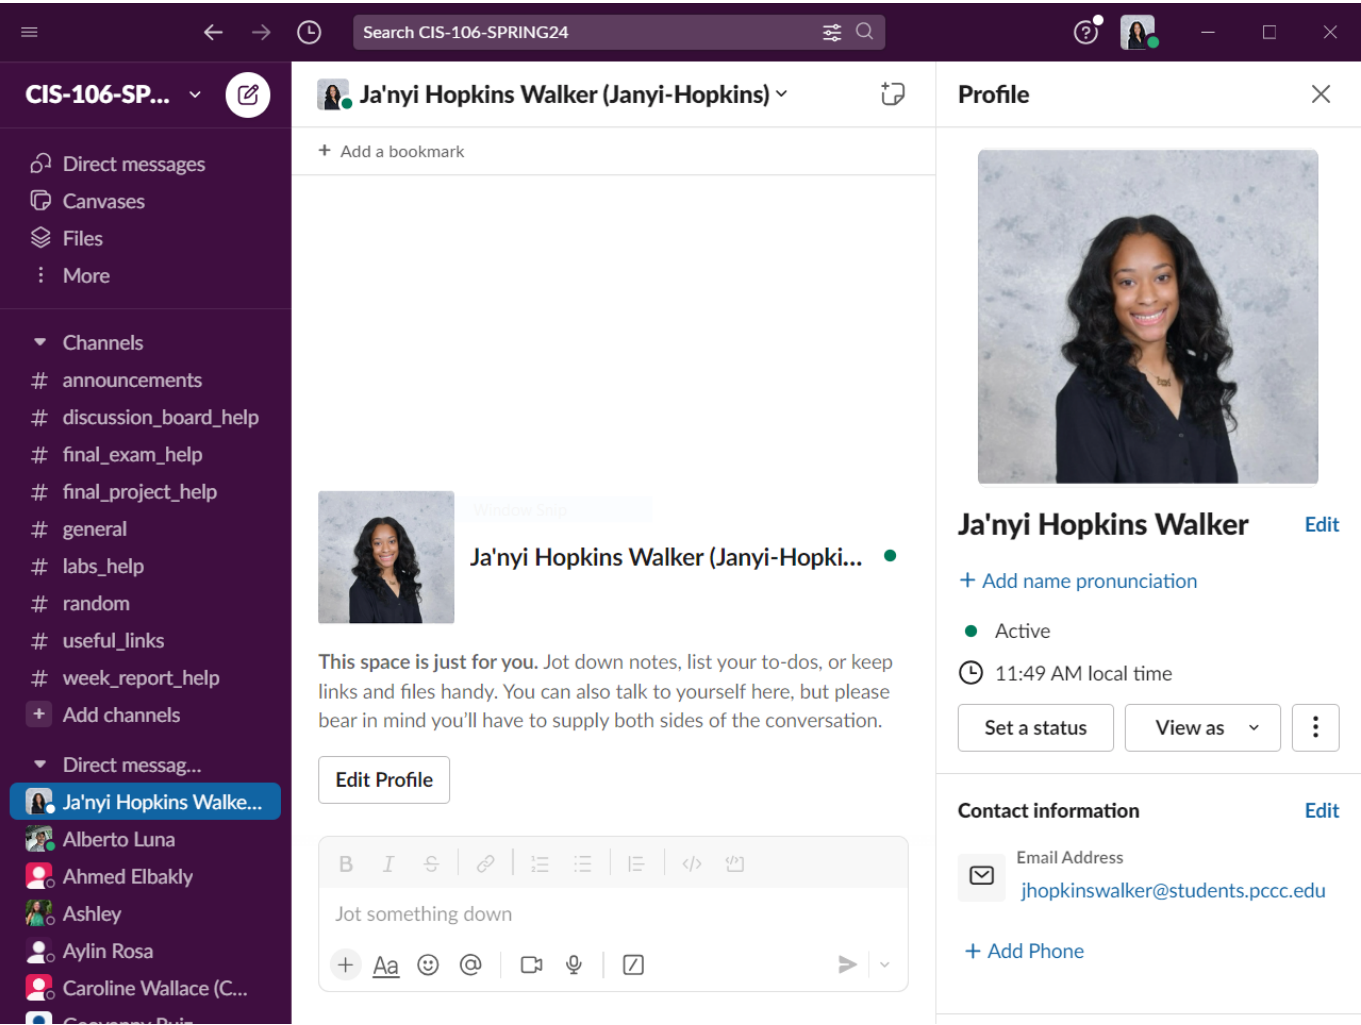 Search CIS-106-SPRING24
CIS-106-SP...
Direct messages
Canvases
Files
More
Channels
# announcements
# discussion_board_help
# final_exam_help
# final_project_help
# general
# labs_help
# random
# useful_links
# week_report_help
+ Add channels
Direct messag...
Ja'nyi Hopkins Walke...
Alberto Luna
Ahmed Elbakly
Ashley
Aylin Rosa
Caroline Wallace (C...
Ja'nyi Hopkins Walker (Janyi-Hopkins)
+ Add a bookmark
Window Snip
Ja'nyi Hopkins Walker (Janyi-Hopki...
This space is just for you. Jot down notes, list your to-dos, or keep
links and files handy. You can also talk to yourself here, but please
bear in mind you’ll have to supply both sides of the conversation.
Edit Profile
B I S
Jot something down
+ Aa @
Profile
Ja'nyi Hopkins Walker Edit
+ Add name pronunciation
Active
11:49 AM local time
Set a status View as
Contact information Edit
Email Address
jhopkinswalker@students.pccc.edu
+ Add Phone